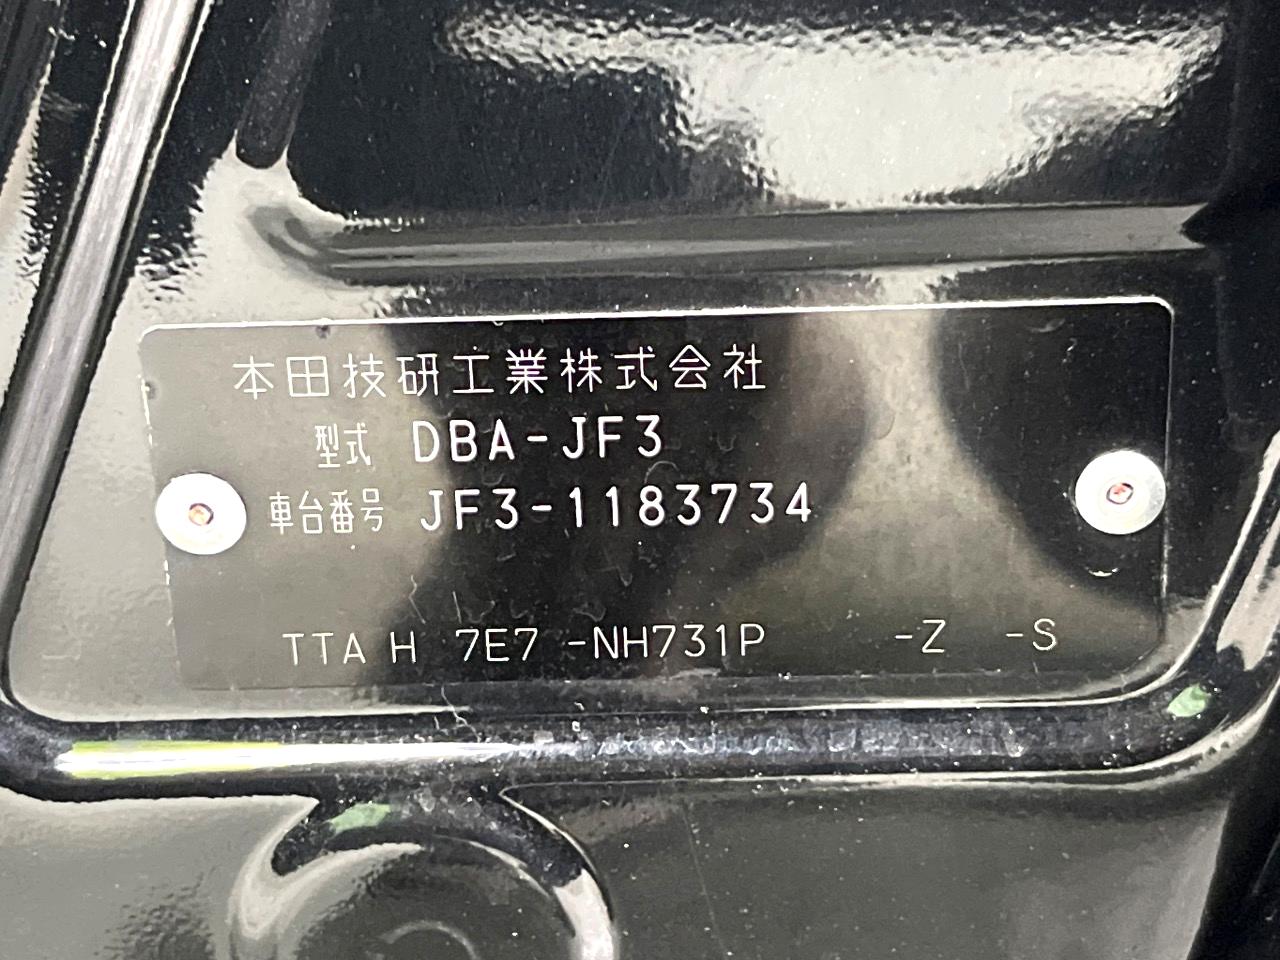 本田技研工業株式会社
型式 DBA-JF3
車台番号 JF3-1183734
TTA H 7E7 -NH731P -Z -S